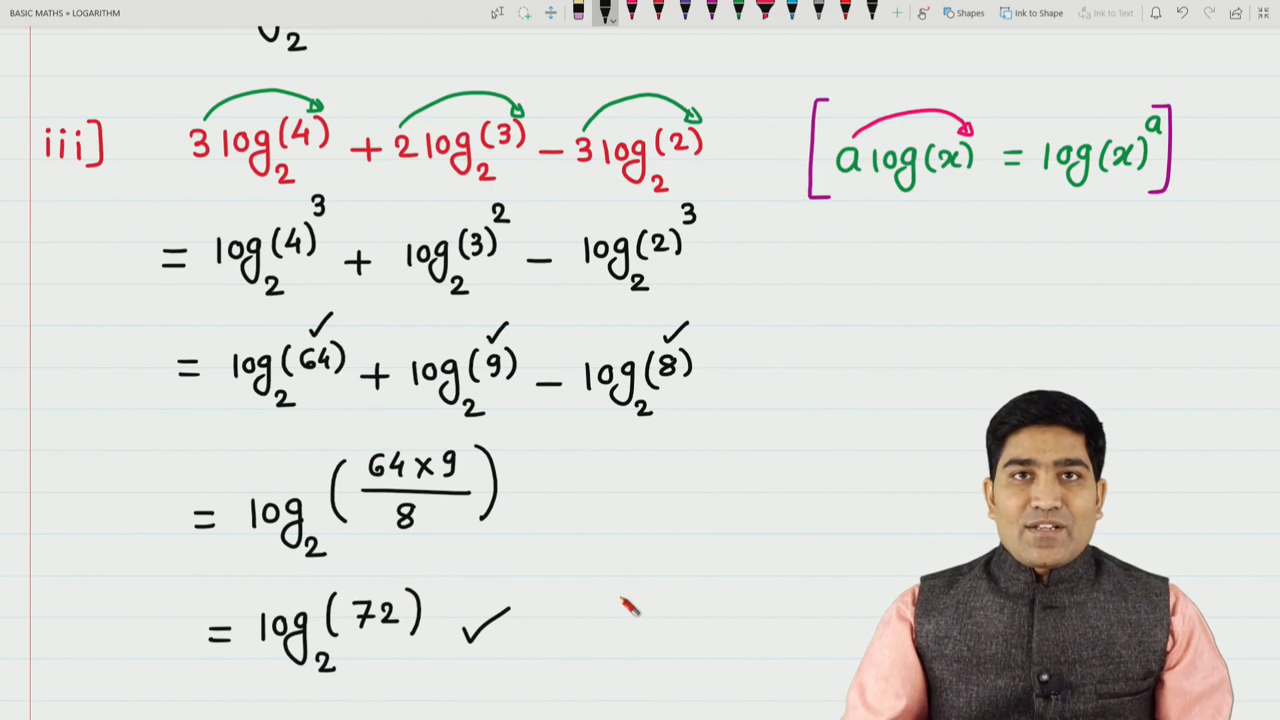 BASIC MATHS » LOGARITHM
Shapes Ink to Shape Ink to Text
2
iii] 3 log₂(4) + 2 log₂(3) – 3 log₂(2) [a log(x) = log(x)ᵃ]
= log₂(4)³ + log₂(3)² – log₂(2)³
= log₂(64) ✓ + log₂(9) ✓ – log₂(8) ✓
= log₂(64 × 9 / 8)
= log₂(72) ✓